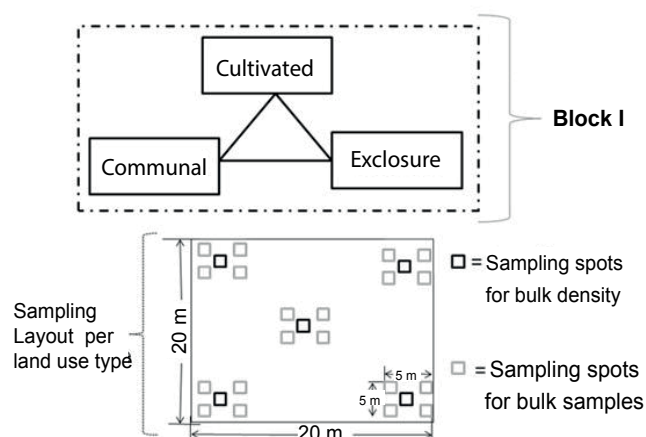 Cultivated
Communal
Exclosure
Block I
Sampling
Layout per
land use type
20 m
5 m
5 m
20 m
= Sampling spots
for bulk density
= Sampling spots
for bulk samples